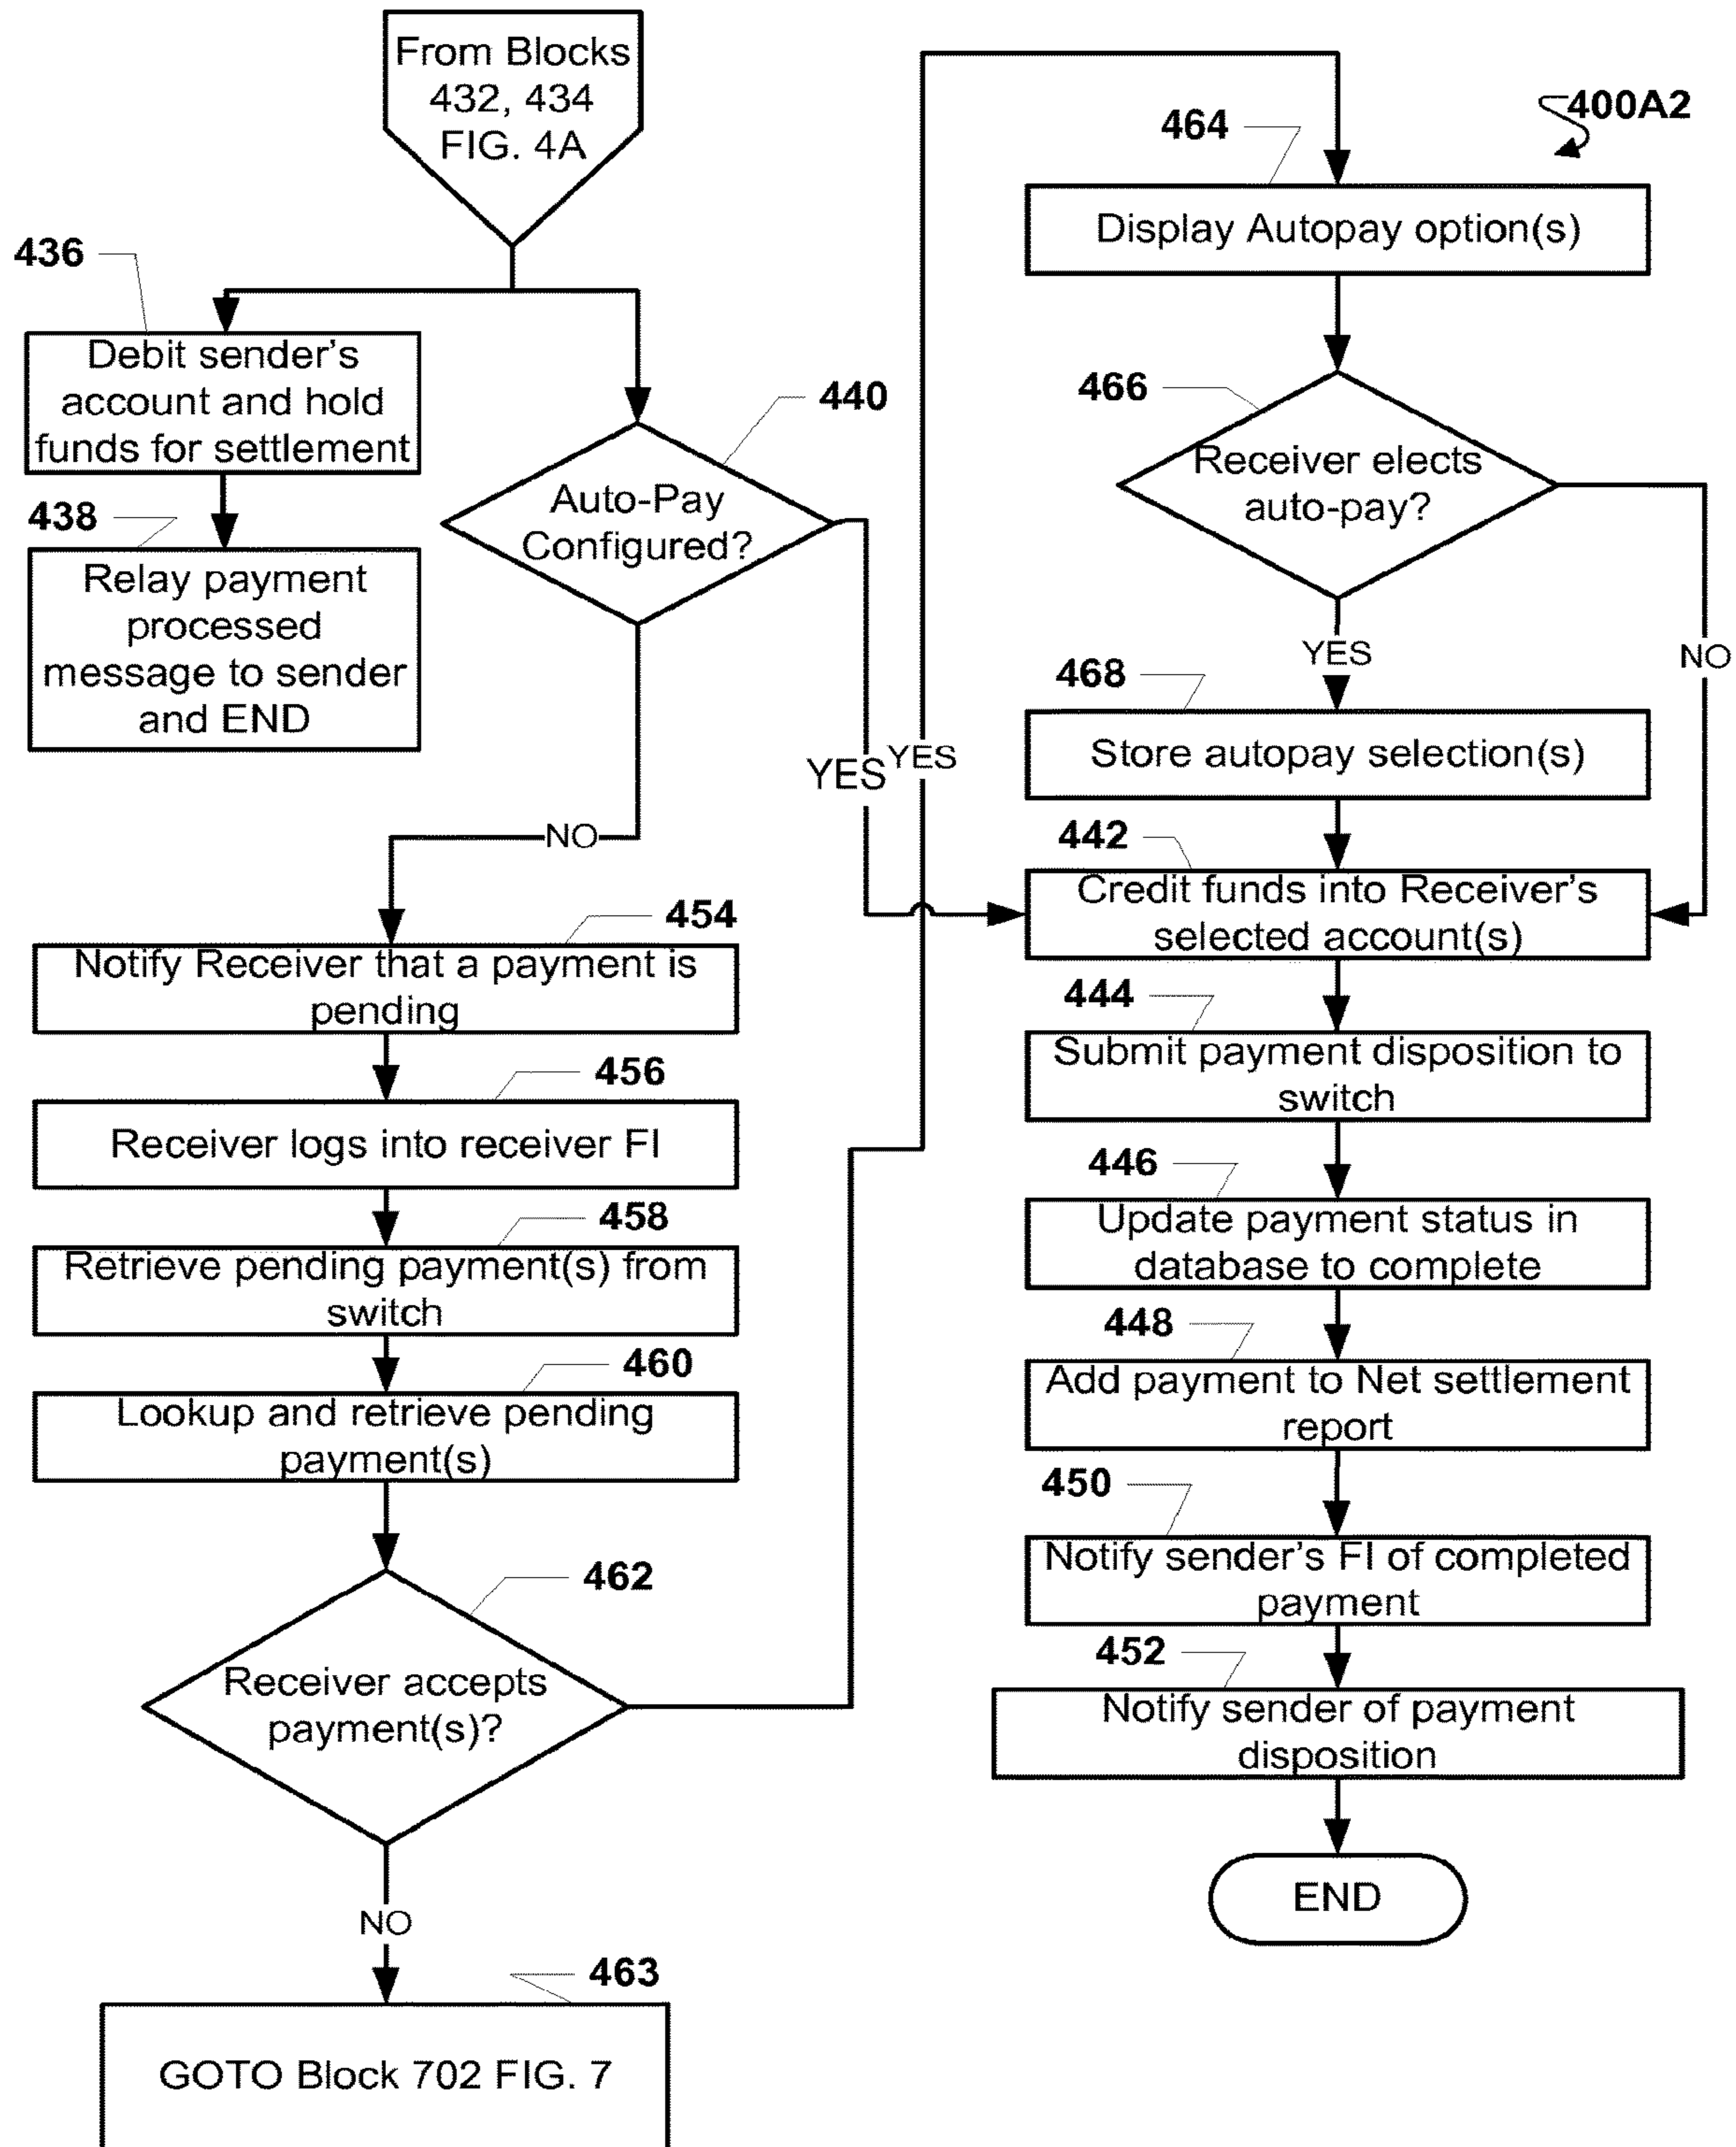 From Blocks
432, 434
FIG. 4A
436
Debit sender's
account and hold
funds for settlement
438
Relay payment
processed
message to sender
and END
440
Auto-Pay
Configured?
YES
NO
454
Notify Receiver that a payment is
pending
456
Receiver logs into receiver FI
458
Retrieve pending payment(s) from
switch
460
Lookup and retrieve pending
payment(s)
462
Receiver accepts
payment(s)?
YES
NO
463
GOTO Block 702 FIG. 7
400A2
464
Display Autopay option(s)
466
Receiver elects
auto-pay?
YES
NO
468
Store autopay selection(s)
442
Credit funds into Receiver's
selected account(s)
444
Submit payment disposition to
switch
446
Update payment status in
database to complete
448
Add payment to Net settlement
report
450
Notify sender's FI of completed
payment
452
Notify sender of payment
disposition
END